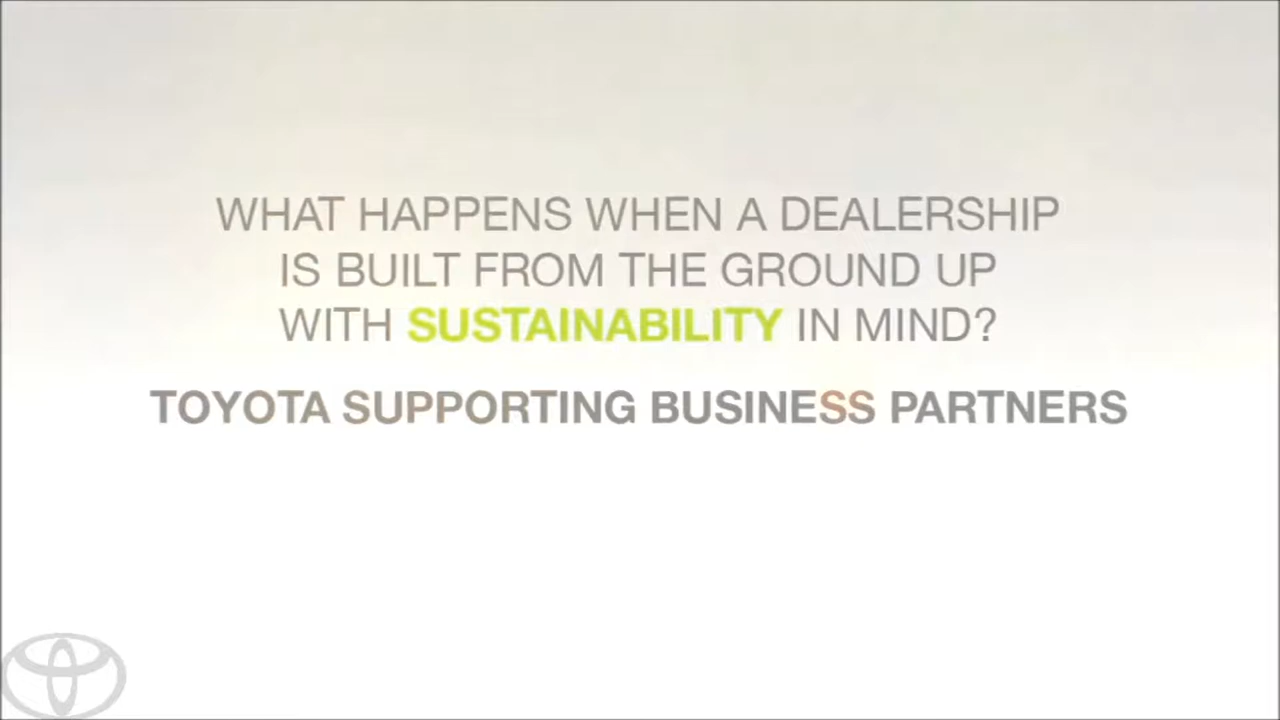 WHAT HAPPENS WHEN A DEALERSHIP
IS BUILT FROM THE GROUND UP
WITH SUSTAINABILITY IN MIND?
TOYOTA SUPPORTING BUSINESS PARTNERS